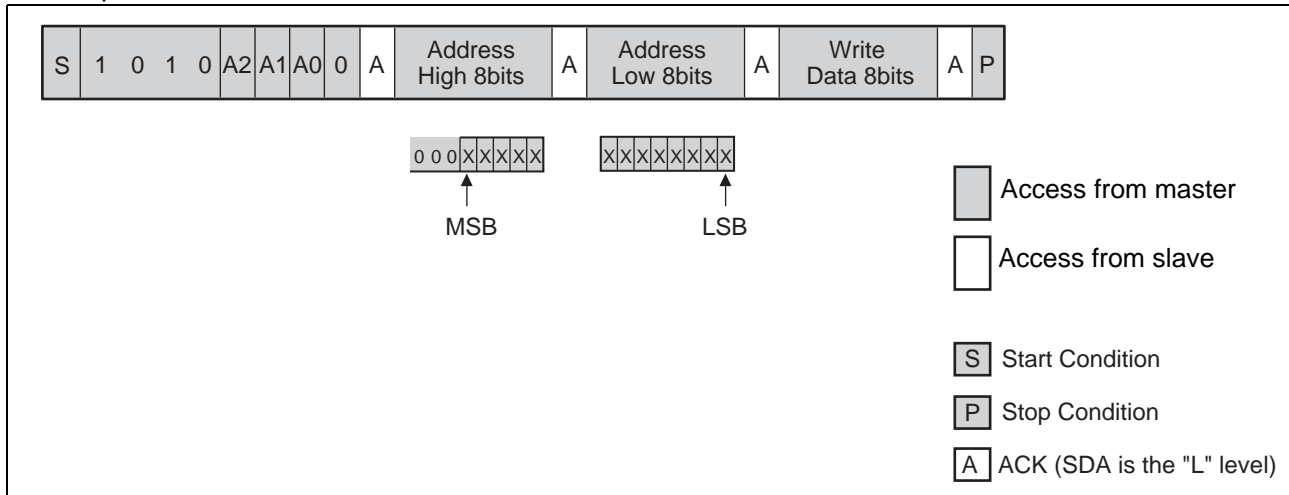 S 1 0 1 0 A2 A1 A0 0 A Address High 8bits A Address Low 8bits A Write Data 8bits A P
0 0 0 X X X X X X X X X X X X X
MSB LSB
Access from master
Access from slave
S Start Condition
P Stop Condition
A ACK (SDA is the "L" level)